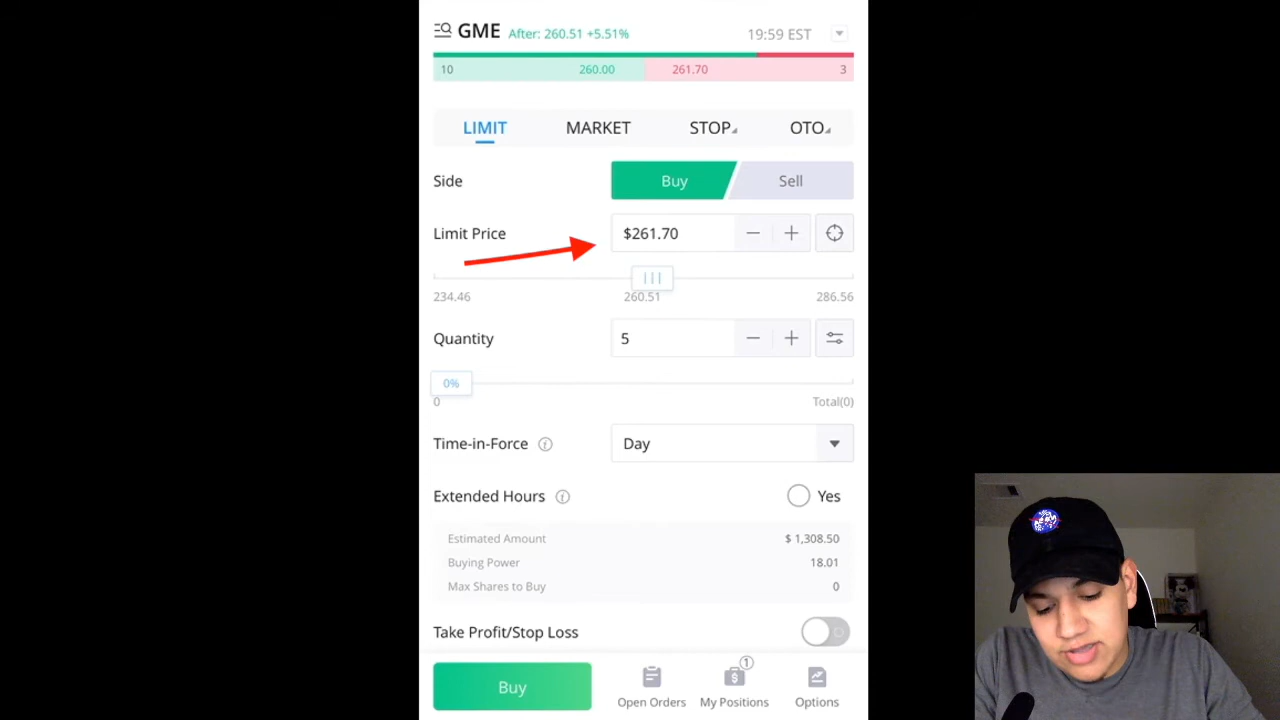 GME After: 260.51 +5.51% 19:59 EST
10 260.00 261.70 3
LIMIT MARKET STOP OTO
Side Buy Sell
Limit Price $261.70
234.46 260.51 286.56
Quantity 5
0%
0 Total(0)
Time-in-Force Day
Extended Hours Yes
Estimated Amount $ 1,308.50
Buying Power 18.01
Max Shares to Buy 0
Take Profit/Stop Loss
Buy
1
Open Orders My Positions Options
NASA